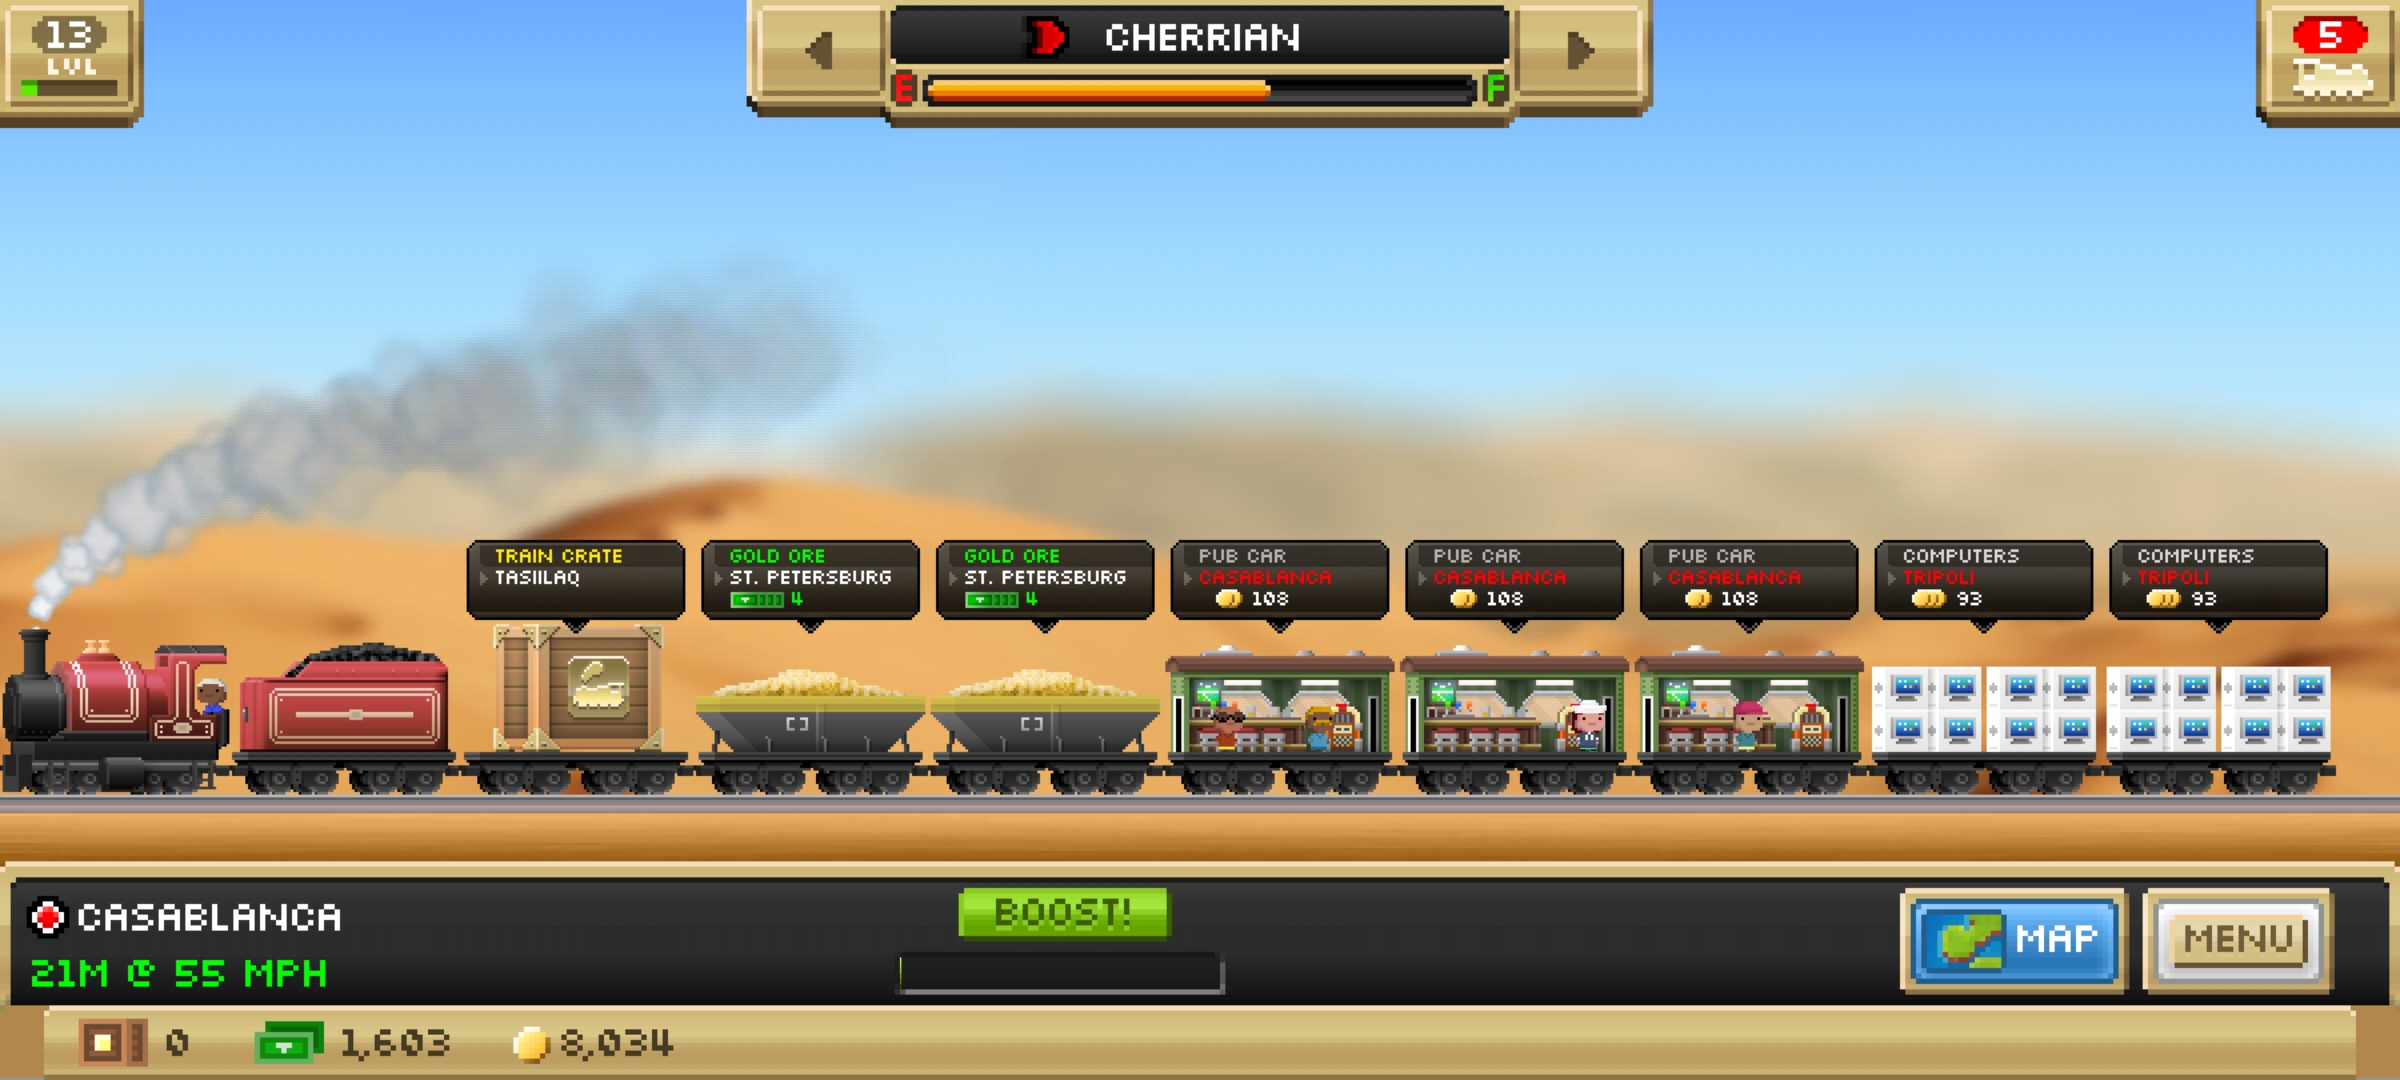 13
LVL
CHERRIAN
E F
5
TRAIN CRATE
TASIILAQ
GOLD ORE
ST. PETERSBURG
4
GOLD ORE
ST. PETERSBURG
4
PUB CAR
CASABLANCA
108
PUB CAR
CASABLANCA
108
PUB CAR
CASABLANCA
108
COMPUTERS
TRIPOLI
93
COMPUTERS
TRIPOLI
93
CASABLANCA
21M @ 55 MPH
BOOST!
MAP
MENU
0 1,603 8,034